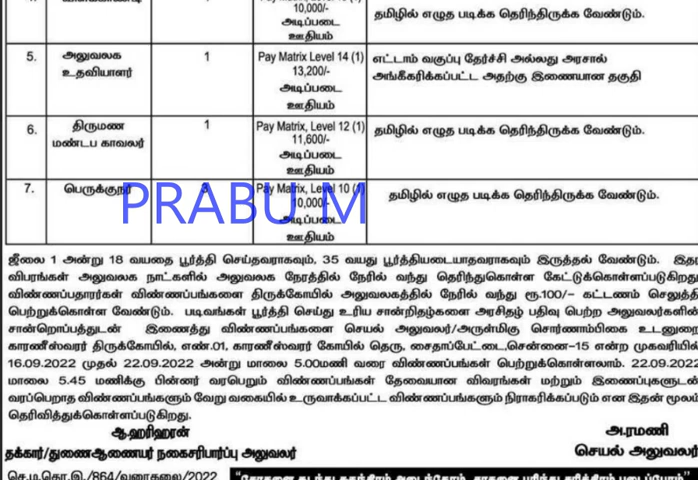 10,000/-
அடிப்படை
ஊதியம்
தமிழில் எழுத படிக்க தெரிந்திருக்க வேண்டும்.
5. அலுவலக உதவியாளர் 1 Pay Matrix Level 14 (1) 13,200/- அடிப்படை ஊதியம் எட்டாம் வகுப்பு தேர்ச்சி அல்லது அரசால் அங்கீகரிக்கப்பட்ட அதற்கு இணையான தகுதி
6. திருமண மண்டப காவலர் 1 Pay Matrix, Level 12 (1) 11,600/- அடிப்படை ஊதியம் தமிழில் எழுத படிக்க தெரிந்திருக்க வேண்டும்.
7. பெருக்குநர் 3 Pay Matrix, Level 10 (1) 10,000/- அடிப்படை ஊதியம் தமிழில் எழுத படிக்க தெரிந்திருக்க வேண்டும்.
PRABU.M
ஜீலை 1 அன்று 18 வயதை பூர்த்தி செய்தவராகவும், 35 வயது பூர்த்தியடையாதவராகவும் இருத்தல் வேண்டும். இதர
விபரங்கள் அலுவலக நாட்களில் அலுவலக நேரத்தில் நேரில் வந்து தெரிந்துகொள்ள கேட்டுக்கொள்ளப்படுகிறது
விண்ணப்பதாரர்கள் விண்ணப்பங்களை திருக்கோயில் அலுவலகத்தில் நேரில் வந்து ரூ.100/– கட்டணம் செலுத்தி
பெற்றுக்கொள்ள வேண்டும். படிவங்கள் பூர்த்தி செய்து உரிய சான்றிதழ்களை அரசிதழ் பதிவு பெற்ற அலுவலர்களின்
சான்றொப்பத்துடன் இணைத்து விண்ணப்பங்களை செயல் அலுவலர்/அருள்மிகு சொர்ணாம்பிகை உடனுறை
காரணீஸ்வரர் திருக்கோயில், எண்.01, காரணீஸ்வரர் கோயில் தெரு, சைதாப்பேட்டை,சென்னை–15 என்ற முகவரியில்
16.09.2022 முதல் 22.09.2022 அன்று மாலை 5.00மணி வரை விண்ணப்பங்கள் பெற்றுக்கொள்ளலாம். 22.09.2022
மாலை 5.45 மணிக்கு பின்னர் வரபெறும் விண்ணப்பங்கள் தேவையான விவரங்கள் மற்றும் இணைப்புகளுடன்
வரப்பெறாத விண்ணப்பங்களும் வேறு வகையில் உருவாக்கப்பட்ட விண்ணப்பங்களும் நிராகரிக்கப்படும் என இதன் மூலம்
தெரிவித்துக்கொள்ளப்படுகிறது.
ஆ.ஹரிஹரன் அ.ரமணி
தக்கார்/துணைஆணையர் நகைசரிபார்ப்பு அலுவலர் செயல் அலுவலர்
செ.ம.தொ.இ./864/வரைகலை/2022